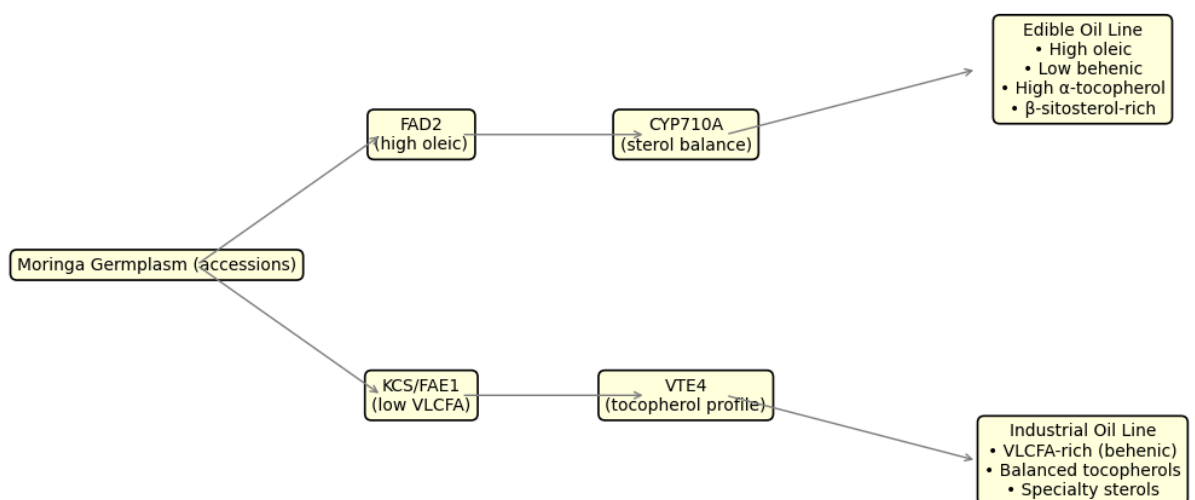 Edible Oil Line
• High oleic
• Low behenic
• High α-tocopherol
• β-sitosterol-rich
FAD2
(high oleic)
CYP710A
(sterol balance)
Moringa Germplasm (accessions)
KCS/FAE1
(low VLCFA)
VTE4
(tocopherol profile)
Industrial Oil Line
• VLCFA-rich (behenic)
• Balanced tocopherols
• Specialty sterols